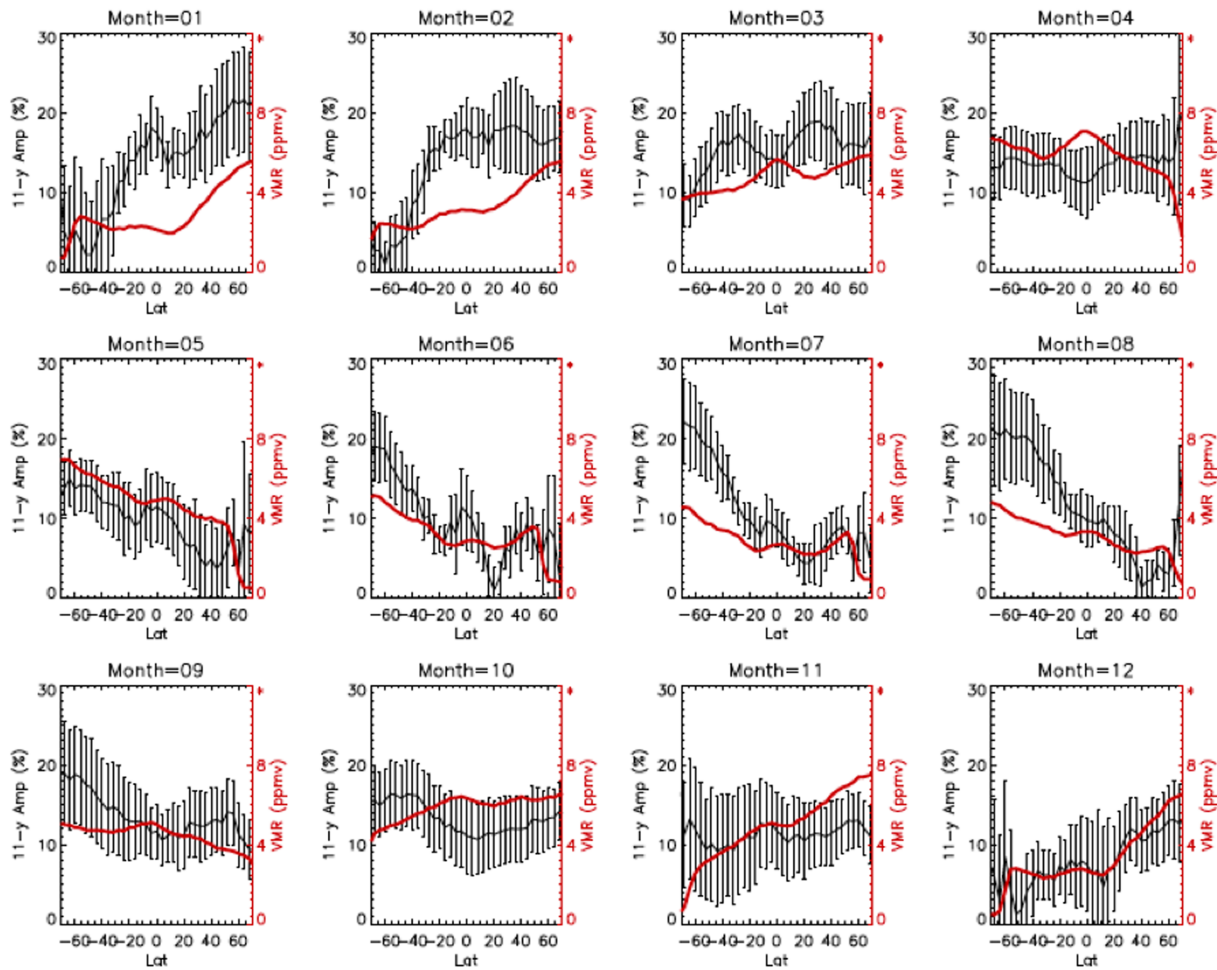 Month=01 Month=02 Month=03 Month=04
30 * 30 * 30 * 30 *
11-y Amp (%) VMR (ppmv) 11-y Amp (%) VMR (ppmv) 11-y Amp (%) VMR (ppmv) 11-y Amp (%) VMR (ppmv)
20 8 20 8 20 8 20 8
10 4 10 4 10 4 10 4
0 0 0 0 0 0 0 0
-60-40-20 0 20 40 60 -60-40-20 0 20 40 60 -60-40-20 0 20 40 60 -60-40-20 0 20 40 60
Lat Lat Lat Lat
Month=05 Month=06 Month=07 Month=08
30 * 30 * 30 * 30 *
11-y Amp (%) VMR (ppmv) 11-y Amp (%) VMR (ppmv) 11-y Amp (%) VMR (ppmv) 11-y Amp (%) VMR (ppmv)
20 8 20 8 20 8 20 8
10 4 10 4 10 4 10 4
0 0 0 0 0 0 0 0
-60-40-20 0 20 40 60 -60-40-20 0 20 40 60 -60-40-20 0 20 40 60 -60-40-20 0 20 40 60
Lat Lat Lat Lat
Month=09 Month=10 Month=11 Month=12
30 * 30 * 30 * 30 *
11-y Amp (%) VMR (ppmv) 11-y Amp (%) VMR (ppmv) 11-y Amp (%) VMR (ppmv) 11-y Amp (%) VMR (ppmv)
20 8 20 8 20 8 20 8
10 4 10 4 10 4 10 4
0 0 0 0 0 0 0 0
-60-40-20 0 20 40 60 -60-40-20 0 20 40 60 -60-40-20 0 20 40 60 -60-40-20 0 20 40 60
Lat Lat Lat Lat